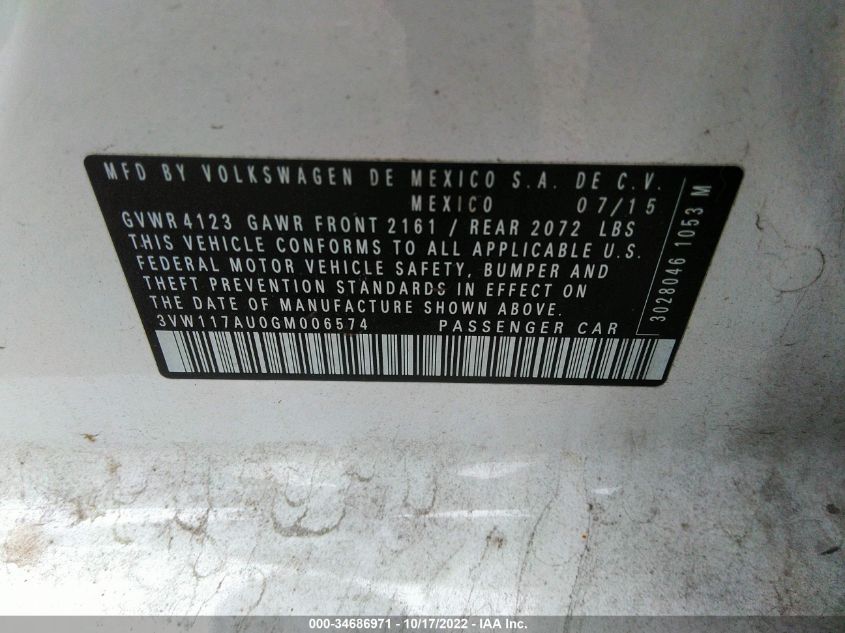 MFD BY VOLKSWAGEN DE MEXICO S.A. DE C.V.
MEXICO 07/15
GVWR 4123 GAWR FRONT 2161 / REAR 2072 LBS
THIS VEHICLE CONFORMS TO ALL APPLICABLE U.S.
FEDERAL MOTOR VEHICLE SAFETY, BUMPER AND
THEFT PREVENTION STANDARDS IN EFFECT ON
THE DATE OF MANUFACTURE SHOWN ABOVE.
3VW117AU0GM006574 PASSENGER CAR
3028046 1053 M
000-34686971 - 10/17/2022 - IAA Inc.